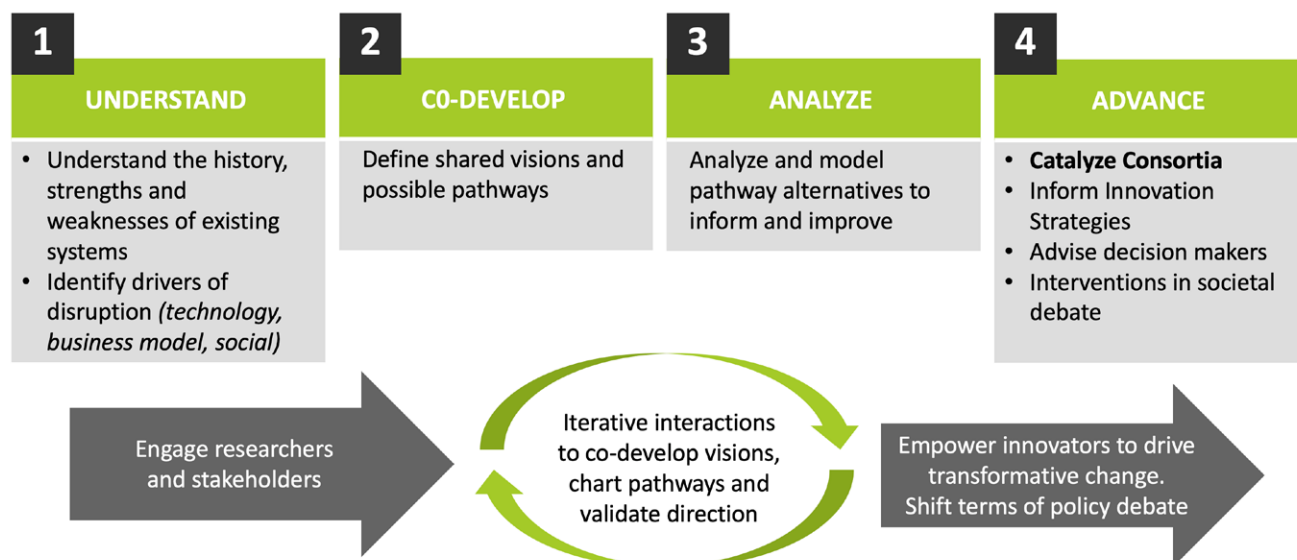 1
UNDERSTAND
• Understand the history,
strengths and
weaknesses of existing
systems
• Identify drivers of
disruption (technology,
business model, social)
2
C0-DEVELOP
Define shared visions and
possible pathways
3
ANALYZE
Analyze and model
pathway alternatives to
inform and improve
4
ADVANCE
• Catalyze Consortia
• Inform Innovation
Strategies
• Advise decision makers
• Interventions in societal
debate
Engage researchers
and stakeholders
Iterative interactions
to co-develop visions,
chart pathways and
validate direction
Empower innovators to drive
transformative change.
Shift terms of policy debate